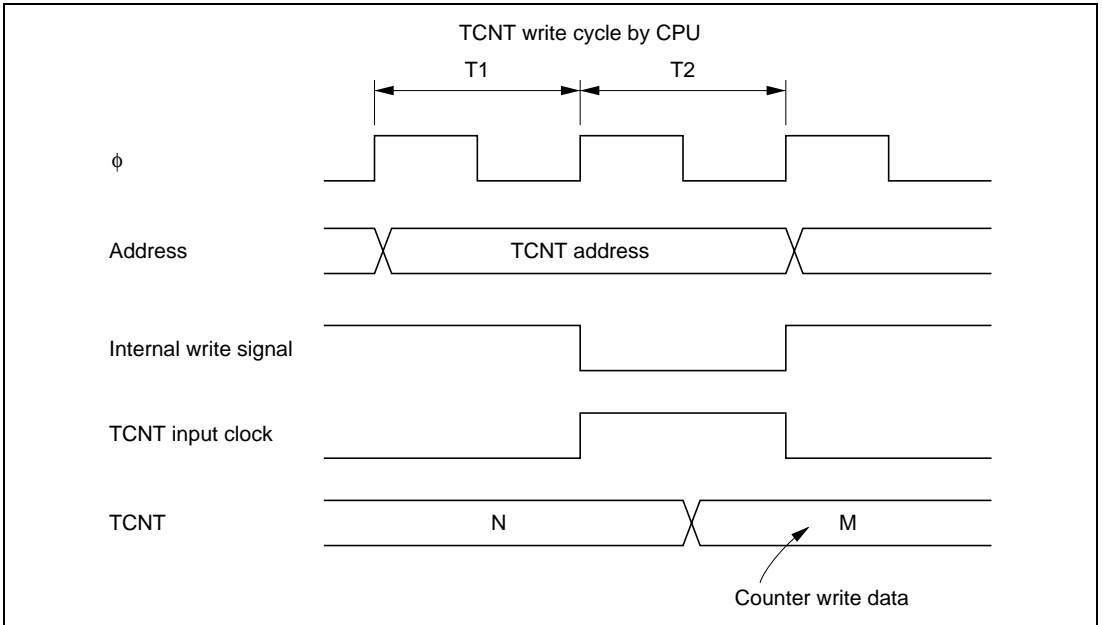 TCNT write cycle by CPU
T1 T2
ϕ
Address TCNT address
Internal write signal
TCNT input clock
TCNT N M
Counter write data